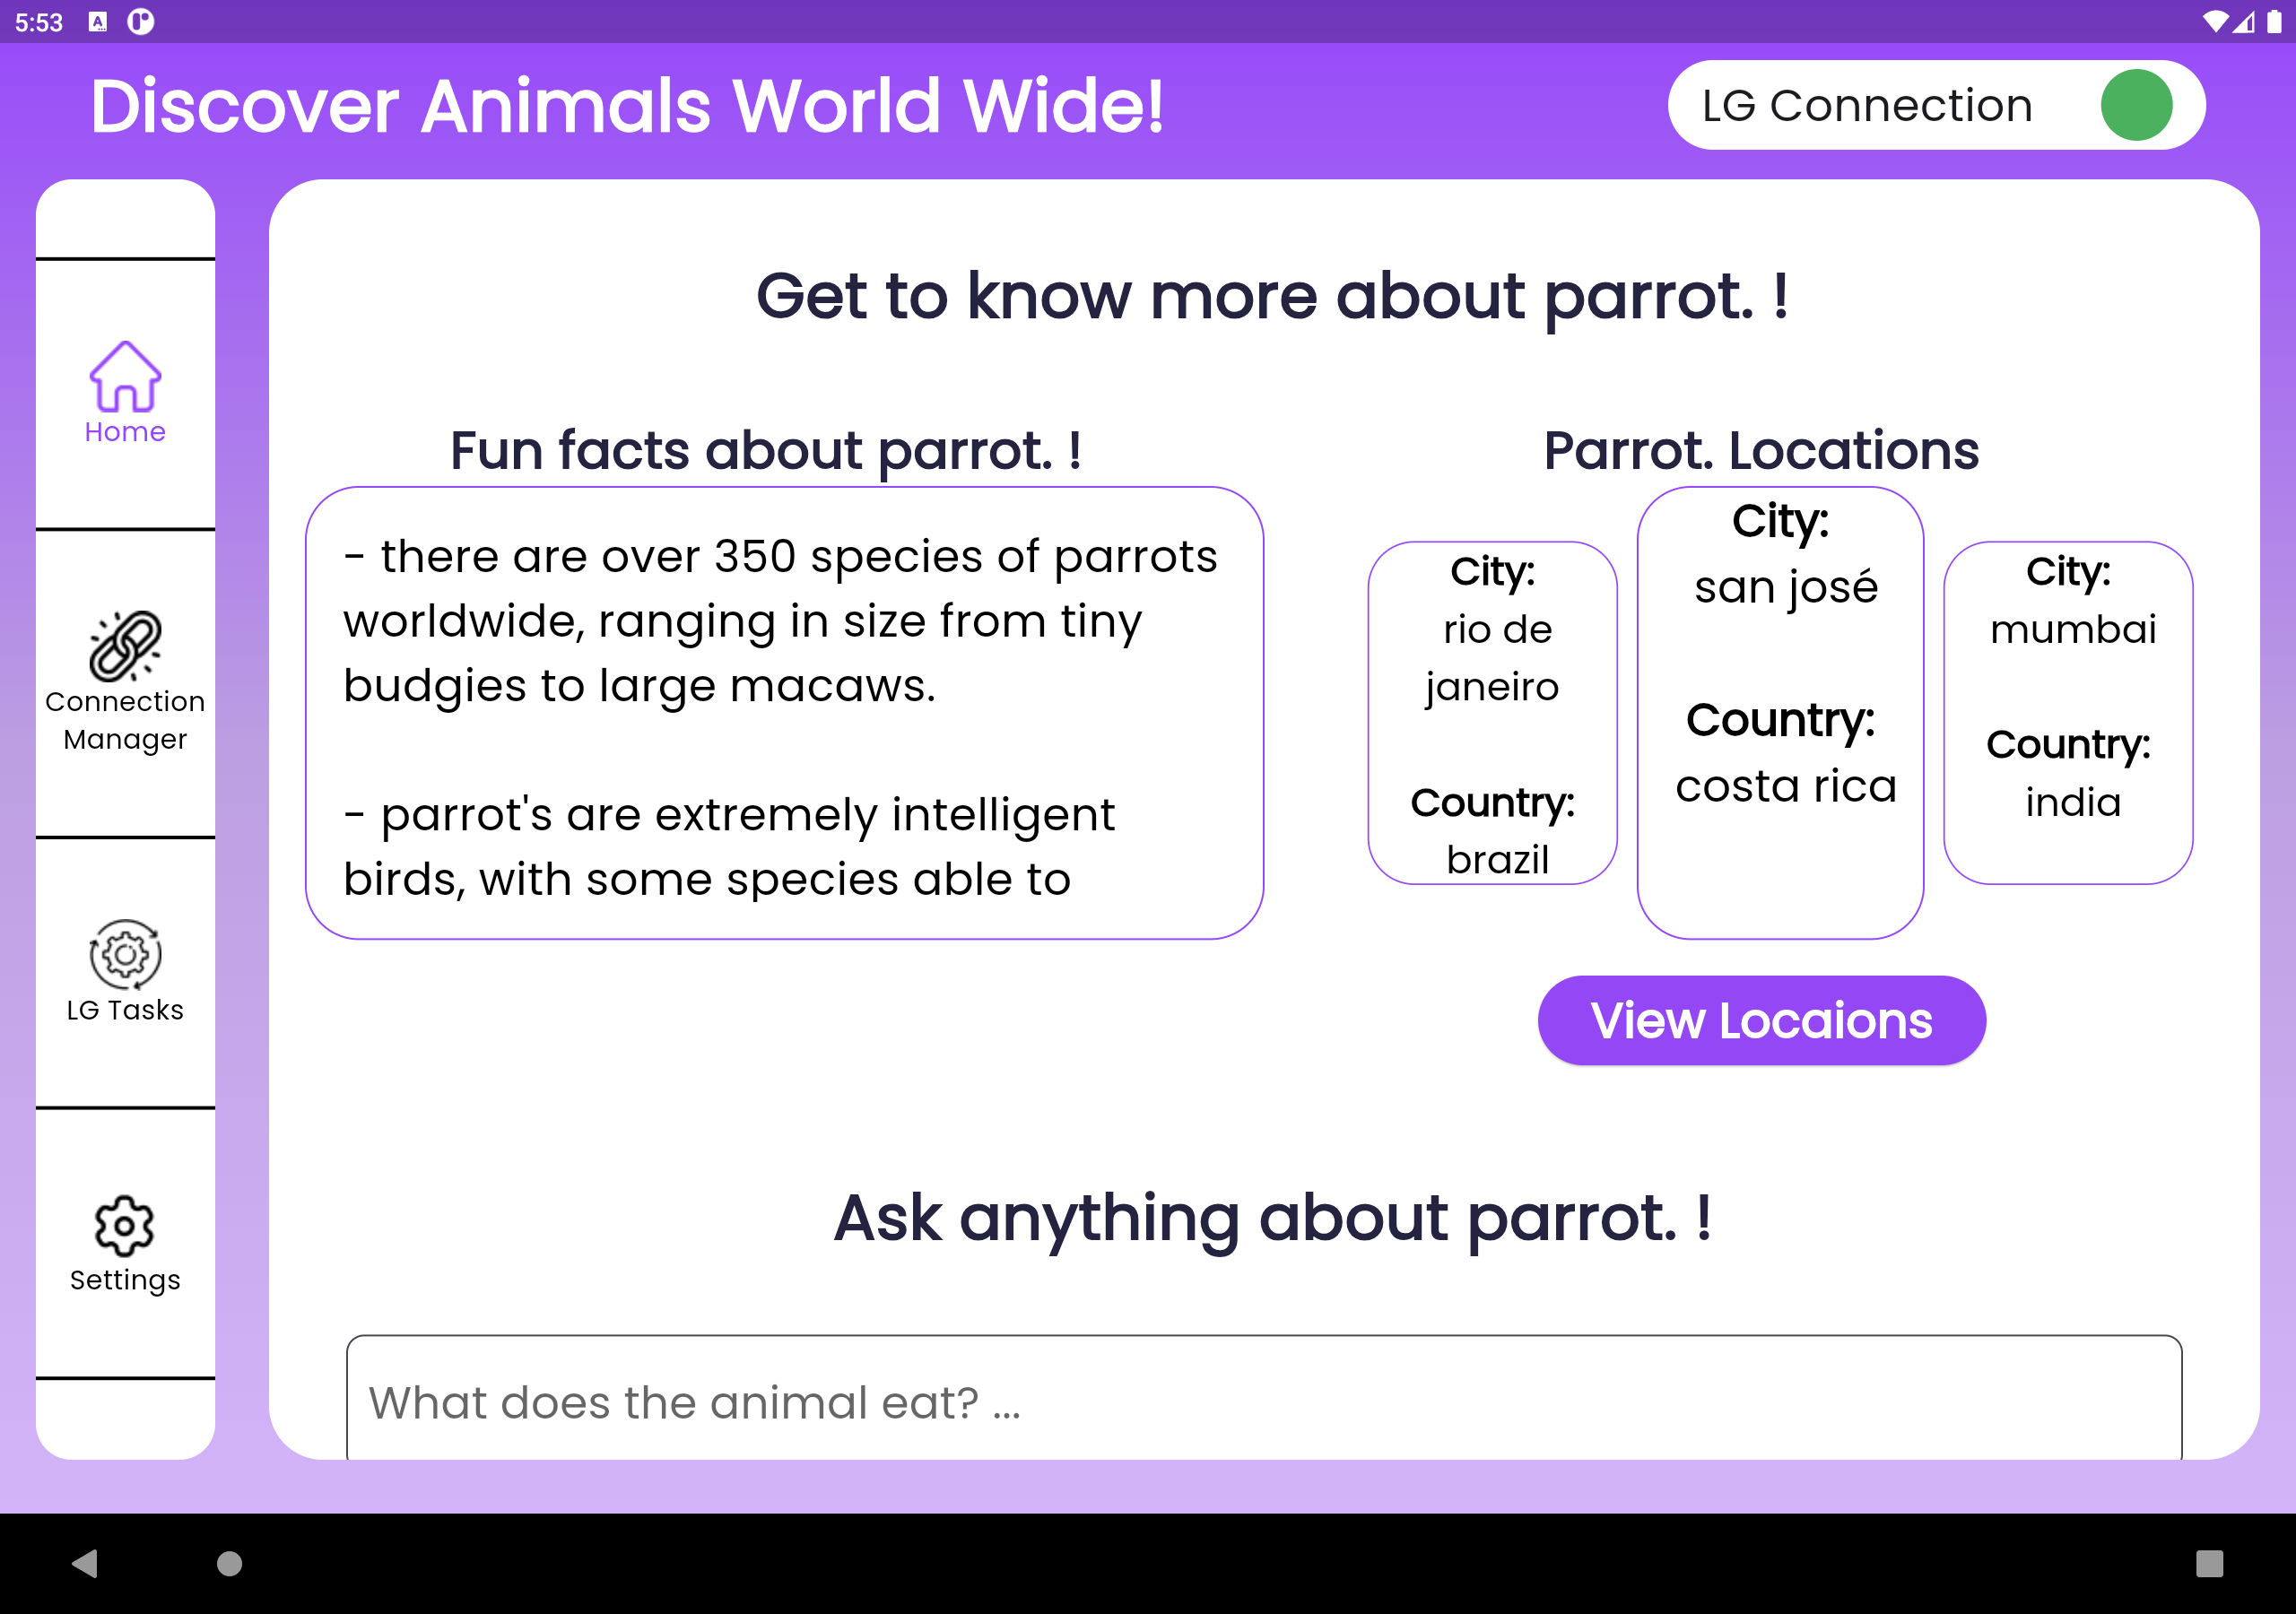 5:53
Discover Animals World Wide!
LG Connection
Home
Connection
Manager
LG Tasks
Settings
Get to know more about parrot. !
Fun facts about parrot. !
- there are over 350 species of parrots
worldwide, ranging in size from tiny
budgies to large macaws.
- parrot's are extremely intelligent
birds, with some species able to
Parrot. Locations
City:
rio de
janeiro
Country:
brazil
City:
san josé
Country:
costa rica
City:
mumbai
Country:
india
View Locaions
Ask anything about parrot. !
What does the animal eat? ...